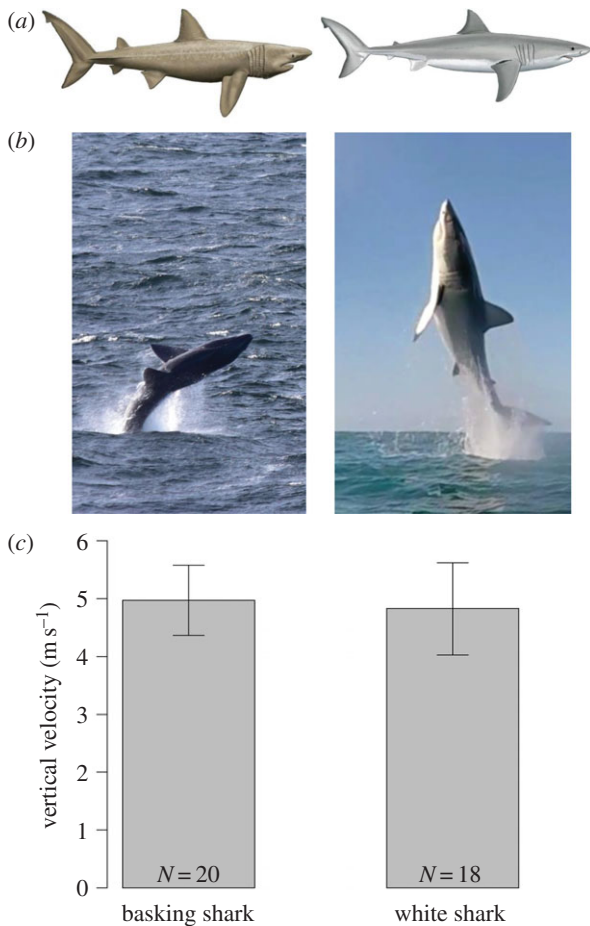 (a)
(b)
(c)
6
5
4
3
2
1
0
vertical velocity (m s⁻¹)
N = 20
N = 18
basking shark
white shark